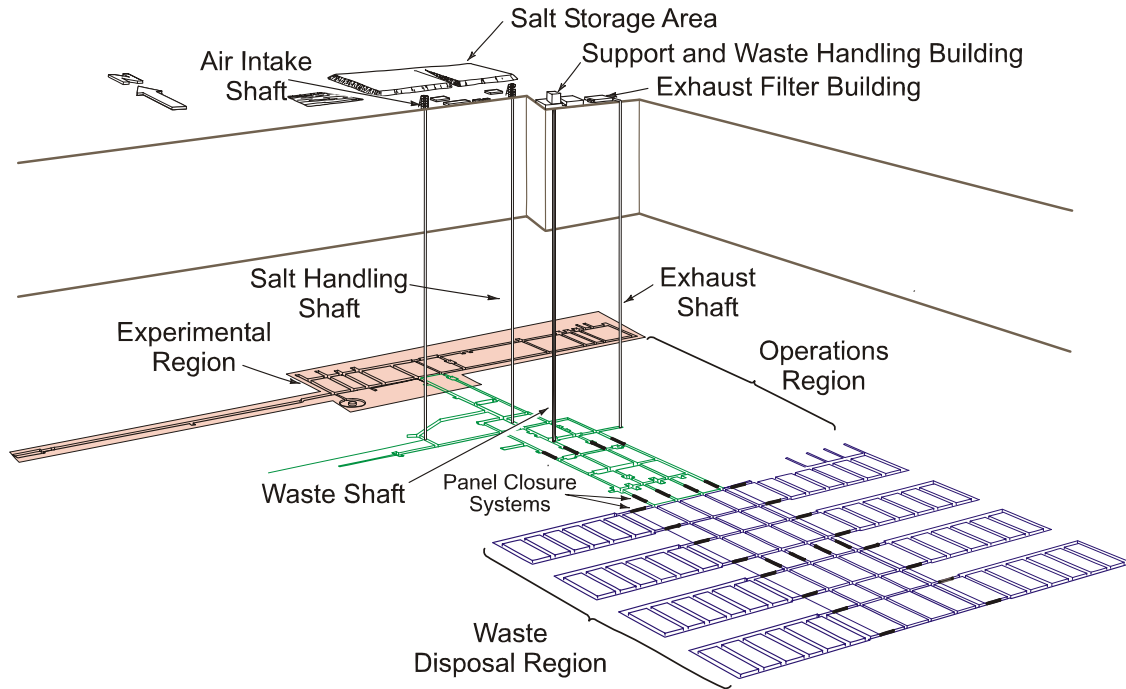 Salt Storage Area
Air Intake
Shaft
Support and Waste Handling Building
Exhaust Filter Building
Salt Handling
Shaft
Exhaust
Shaft
Experimental
Region
Operations
Region
Waste Shaft
Panel Closure
Systems
Waste
Disposal Region